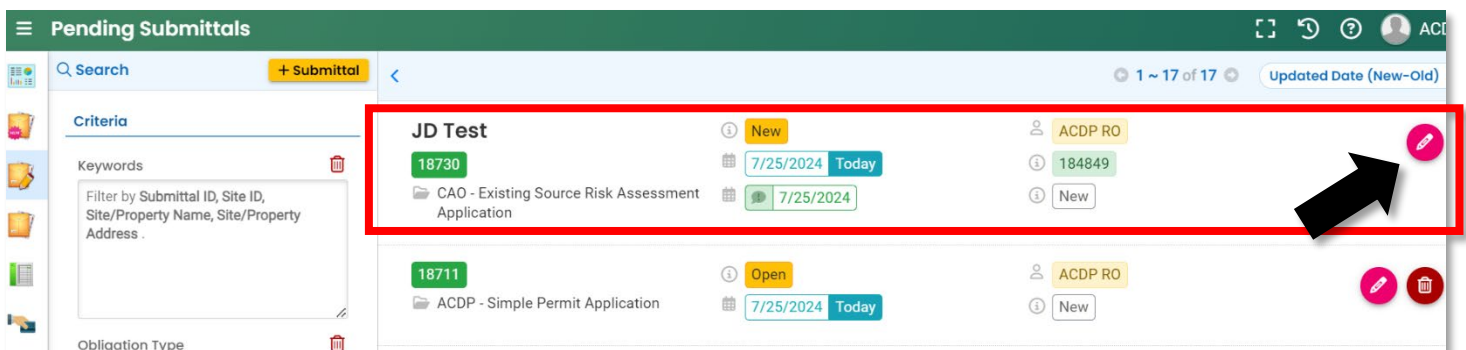 Pending Submittals
ACD
Search
+ Submittal
1 ~ 17 of 17
Updated Date (New-Old)
Criteria
Keywords
Filter by Submittal ID, Site ID,
Site/Property Name, Site/Property
Address .
Obligation Type
JD Test
18730
CAO - Existing Source Risk Assessment
Application
New
7/25/2024 Today
7/25/2024
ACDP RO
184849
New
18711
ACDP - Simple Permit Application
Open
7/25/2024 Today
ACDP RO
New